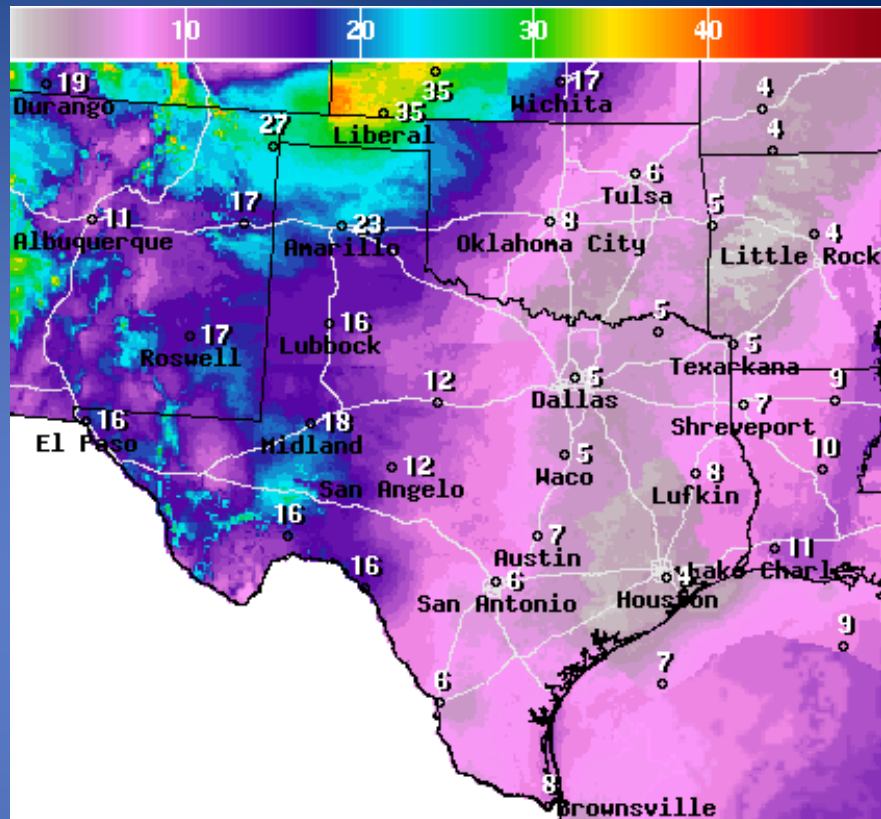 10 20 30 40
19 35 17 4
Durango 35 Wichita
27 Liberal 4
6
Tulsa
11 17 23 8 5 4
Albuquerque Amarillo Oklahoma City Little Rock
17 16 5 5
Roswell Lubbock Texarkana
12 Dallas 7 9
16 18 Shreveport
El Paso Midland
12 5 8 10
San Angelo Waco Lufkin
16 7 11
Austin Lake Charles
16 6 4
San Antonio Houston
9
6 7
8
Brownsville